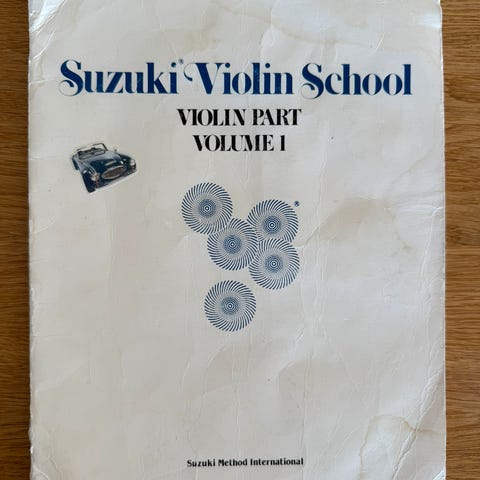 Suzuki® Violin School
VIOLIN PART
VOLUME 1
®
Suzuki Method International